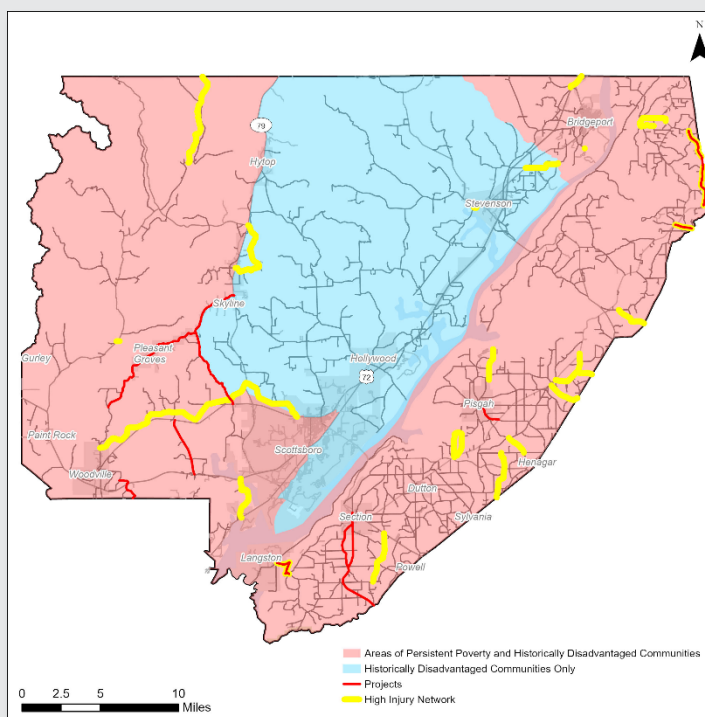 N
Bridgeport
79
Hytop
Stevenson
Skyline
Pleasant
Groves
Gurley
Hollywood
72
Pisgah
Paint Rock
Scottsboro
Henagar
Woodville
Dutton
Section
Sylvania
Langston
Powell
Areas of Persistent Poverty and Historically Disadvantaged Communities
Historically Disadvantaged Communities Only
Projects
High Injury Network
0 2.5 5 10
Miles